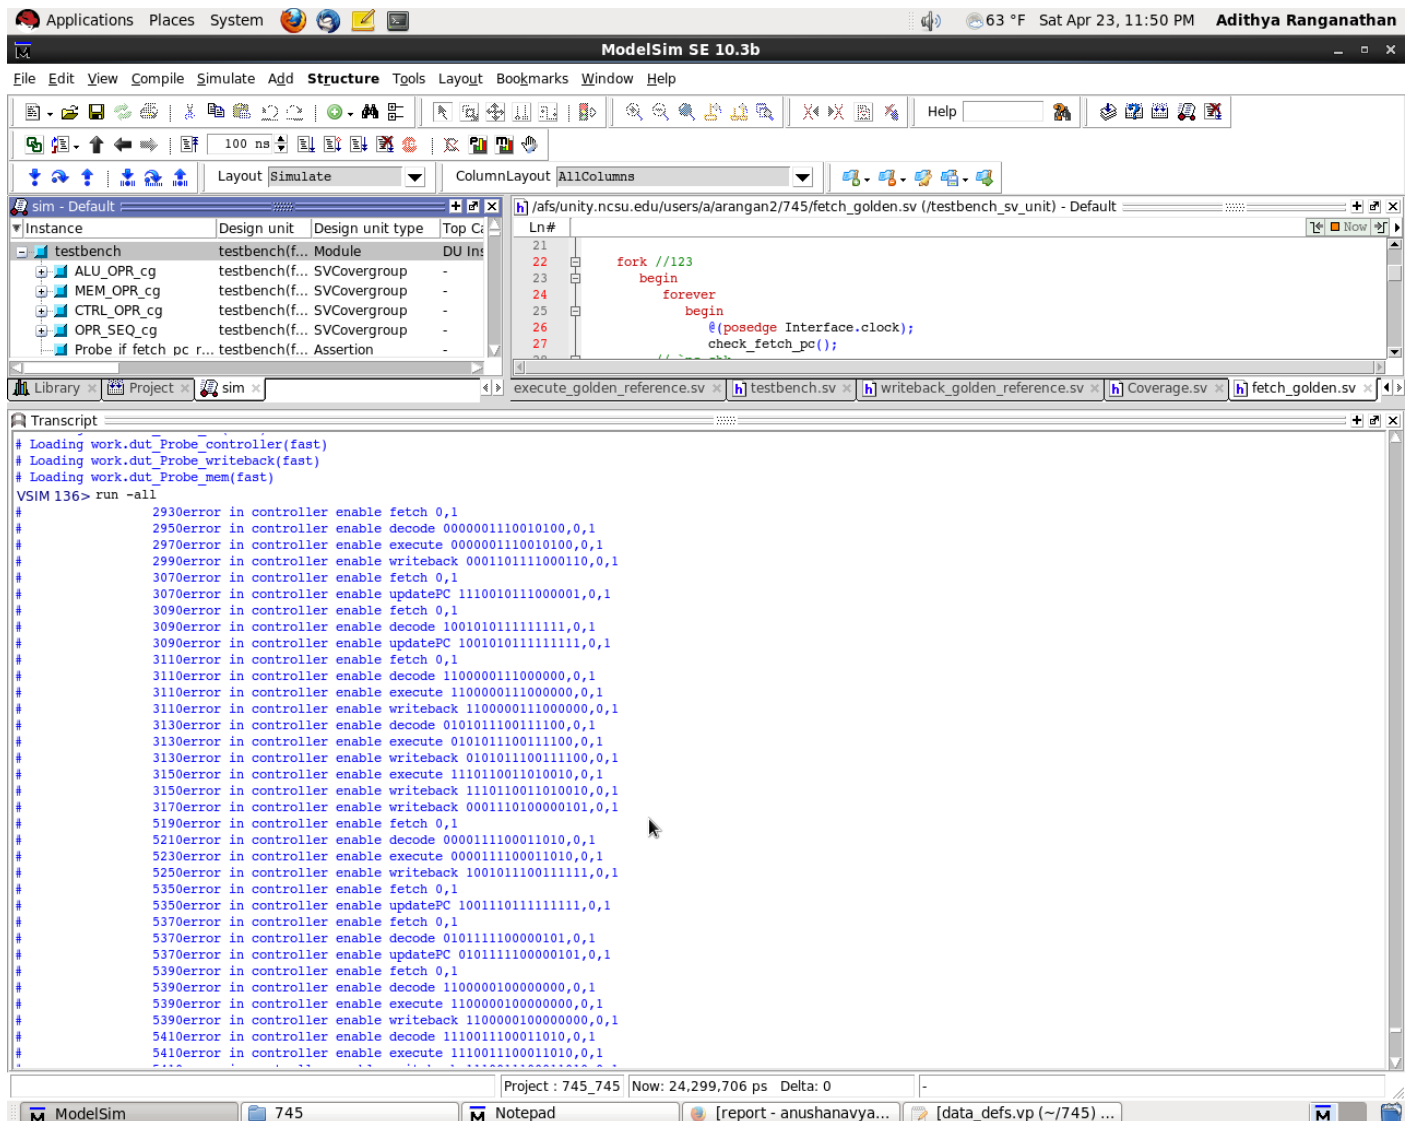 Applications Places System 63 °F Sat Apr 23, 11:50 PM Adithya Ranganathan
ModelSim SE 10.3b
File Edit View Compile Simulate Add Structure Tools Layout Bookmarks Window Help
Help
100 ns
Layout Simulate ColumnLayout AllColumns
sim - Default
/afs/unity.ncsu.edu/users/a/arangan2/745/fetch_golden.sv (/testbench_sv_unit) - Default
Instance Design unit Design unit type Top Ca
Ln# Now
testbench testbench(f... Module DU Ins
ALU_OPR_cg testbench(f... SVCovergroup -
MEM_OPR_cg testbench(f... SVCovergroup -
CTRL_OPR_cg testbench(f... SVCovergroup -
OPR_SEQ_cg testbench(f... SVCovergroup -
Probe if fetch pc r... testbench(f... Assertion -
21
22 fork //123
23 begin
24 forever
25 begin
26 @(posedge Interface.clock);
27 check_fetch_pc();
Library Project sim
execute_golden_reference.sv testbench.sv writeback_golden_reference.sv Coverage.sv fetch_golden.sv
Transcript
# Loading work.dut_Probe_controller(fast)
# Loading work.dut_Probe_writeback(fast)
# Loading work.dut_Probe_mem(fast)
VSIM 136> run -all
# 2930error in controller enable fetch 0,1
# 2950error in controller enable decode 0000001110010100,0,1
# 2970error in controller enable execute 0000001110010100,0,1
# 2990error in controller enable writeback 0001101111000110,0,1
# 3070error in controller enable fetch 0,1
# 3070error in controller enable updatePC 1110010111000001,0,1
# 3090error in controller enable fetch 0,1
# 3090error in controller enable decode 1001010111111111,0,1
# 3090error in controller enable updatePC 1001010111111111,0,1
# 3110error in controller enable fetch 0,1
# 3110error in controller enable decode 1100000111000000,0,1
# 3110error in controller enable execute 1100000111000000,0,1
# 3110error in controller enable writeback 1100000111000000,0,1
# 3130error in controller enable decode 0101011100111100,0,1
# 3130error in controller enable execute 0101011100111100,0,1
# 3130error in controller enable writeback 0101011100111100,0,1
# 3150error in controller enable execute 1110110011010010,0,1
# 3150error in controller enable writeback 1110110011010010,0,1
# 3170error in controller enable writeback 0001110100000101,0,1
# 5190error in controller enable fetch 0,1
# 5210error in controller enable decode 0000111100011010,0,1
# 5230error in controller enable execute 0000111100011010,0,1
# 5250error in controller enable writeback 1001011100111111,0,1
# 5350error in controller enable fetch 0,1
# 5350error in controller enable updatePC 1001110111111111,0,1
# 5370error in controller enable fetch 0,1
# 5370error in controller enable decode 0101111100000101,0,1
# 5370error in controller enable updatePC 0101111100000101,0,1
# 5390error in controller enable fetch 0,1
# 5390error in controller enable decode 1100000100000000,0,1
# 5390error in controller enable execute 1100000100000000,0,1
# 5390error in controller enable writeback 1100000100000000,0,1
# 5410error in controller enable decode 1110011100011010,0,1
# 5410error in controller enable execute 1110011100011010,0,1
Project : 745_745 Now: 24,299,706 ps Delta: 0 -
ModelSim 745 Notepad [report - anushanavya... [data_defs.vp (~/745) ...